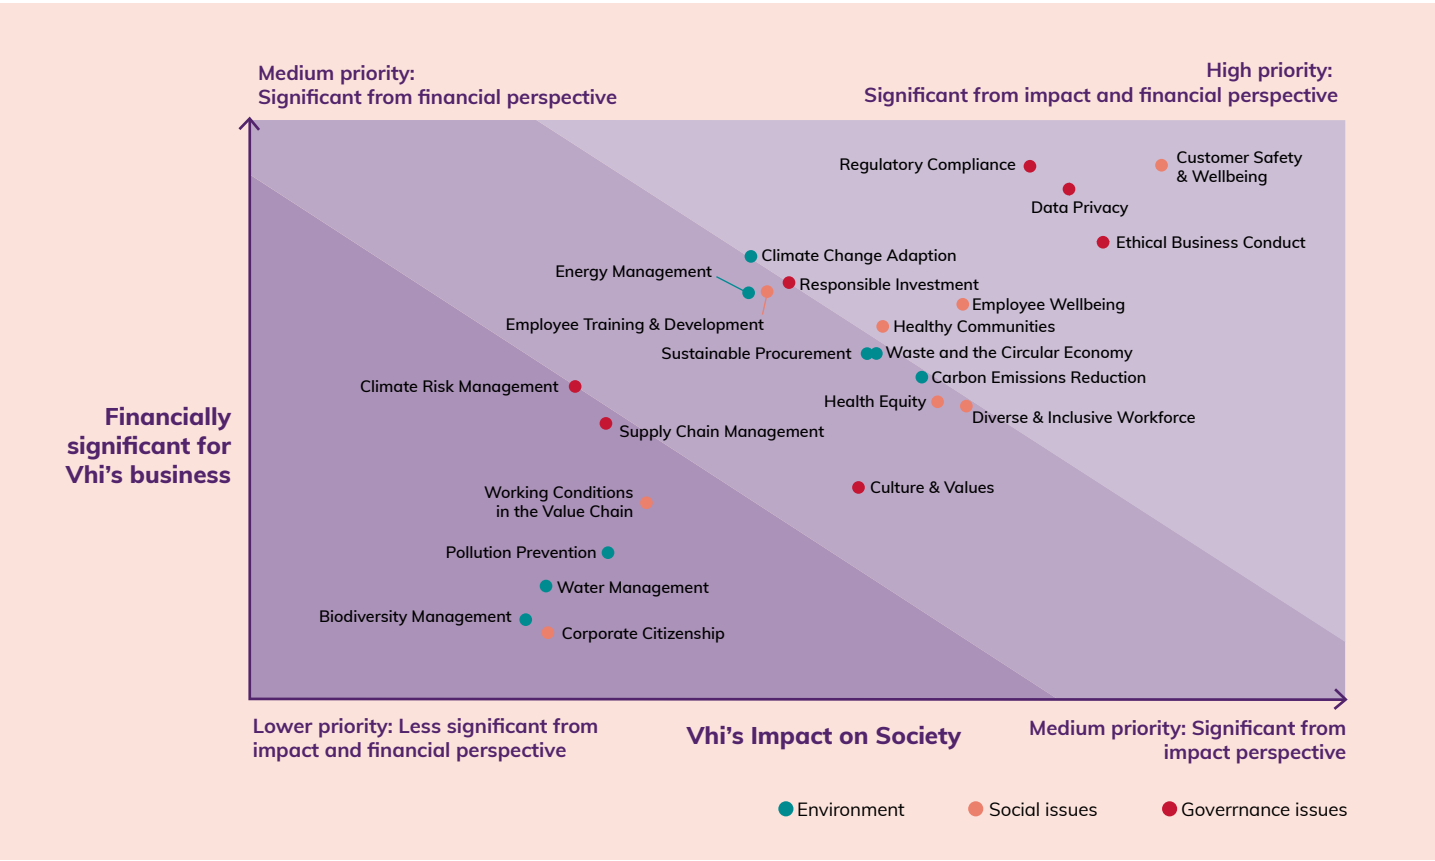 Medium priority:
Significant from financial perspective
High priority:
Significant from impact and financial perspective
Regulatory Compliance
Customer Safety
& Wellbeing
Data Privacy
Ethical Business Conduct
Climate Change Adaption
Energy Management
Responsible Investment
Employee Wellbeing
Employee Training & Development
Healthy Communities
Sustainable Procurement
Waste and the Circular Economy
Carbon Emissions Reduction
Climate Risk Management
Health Equity
Diverse & Inclusive Workforce
Financially
significant for
Vhi's business
Supply Chain Management
Culture & Values
Working Conditions
in the Value Chain
Pollution Prevention
Water Management
Biodiversity Management
Corporate Citizenship
Lower priority: Less significant from
impact and financial perspective
Vhi's Impact on Society
Medium priority: Significant from
impact perspective
Environment
Social issues
Goverrnance issues